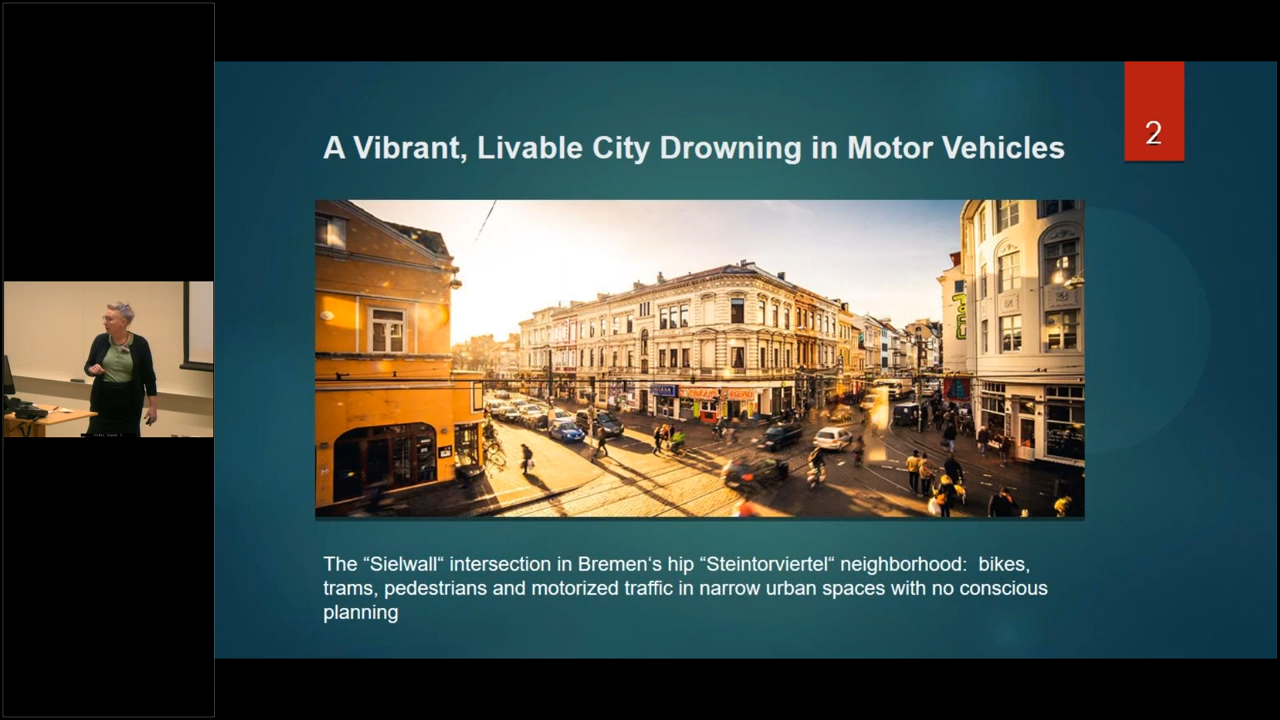 A Vibrant, Livable City Drowning in Motor Vehicles
2
The “Sielwall“ intersection in Bremen‘s hip “Steintorviertel“ neighborhood:  bikes,
trams, pedestrians and motorized traffic in narrow urban spaces with no conscious
planning